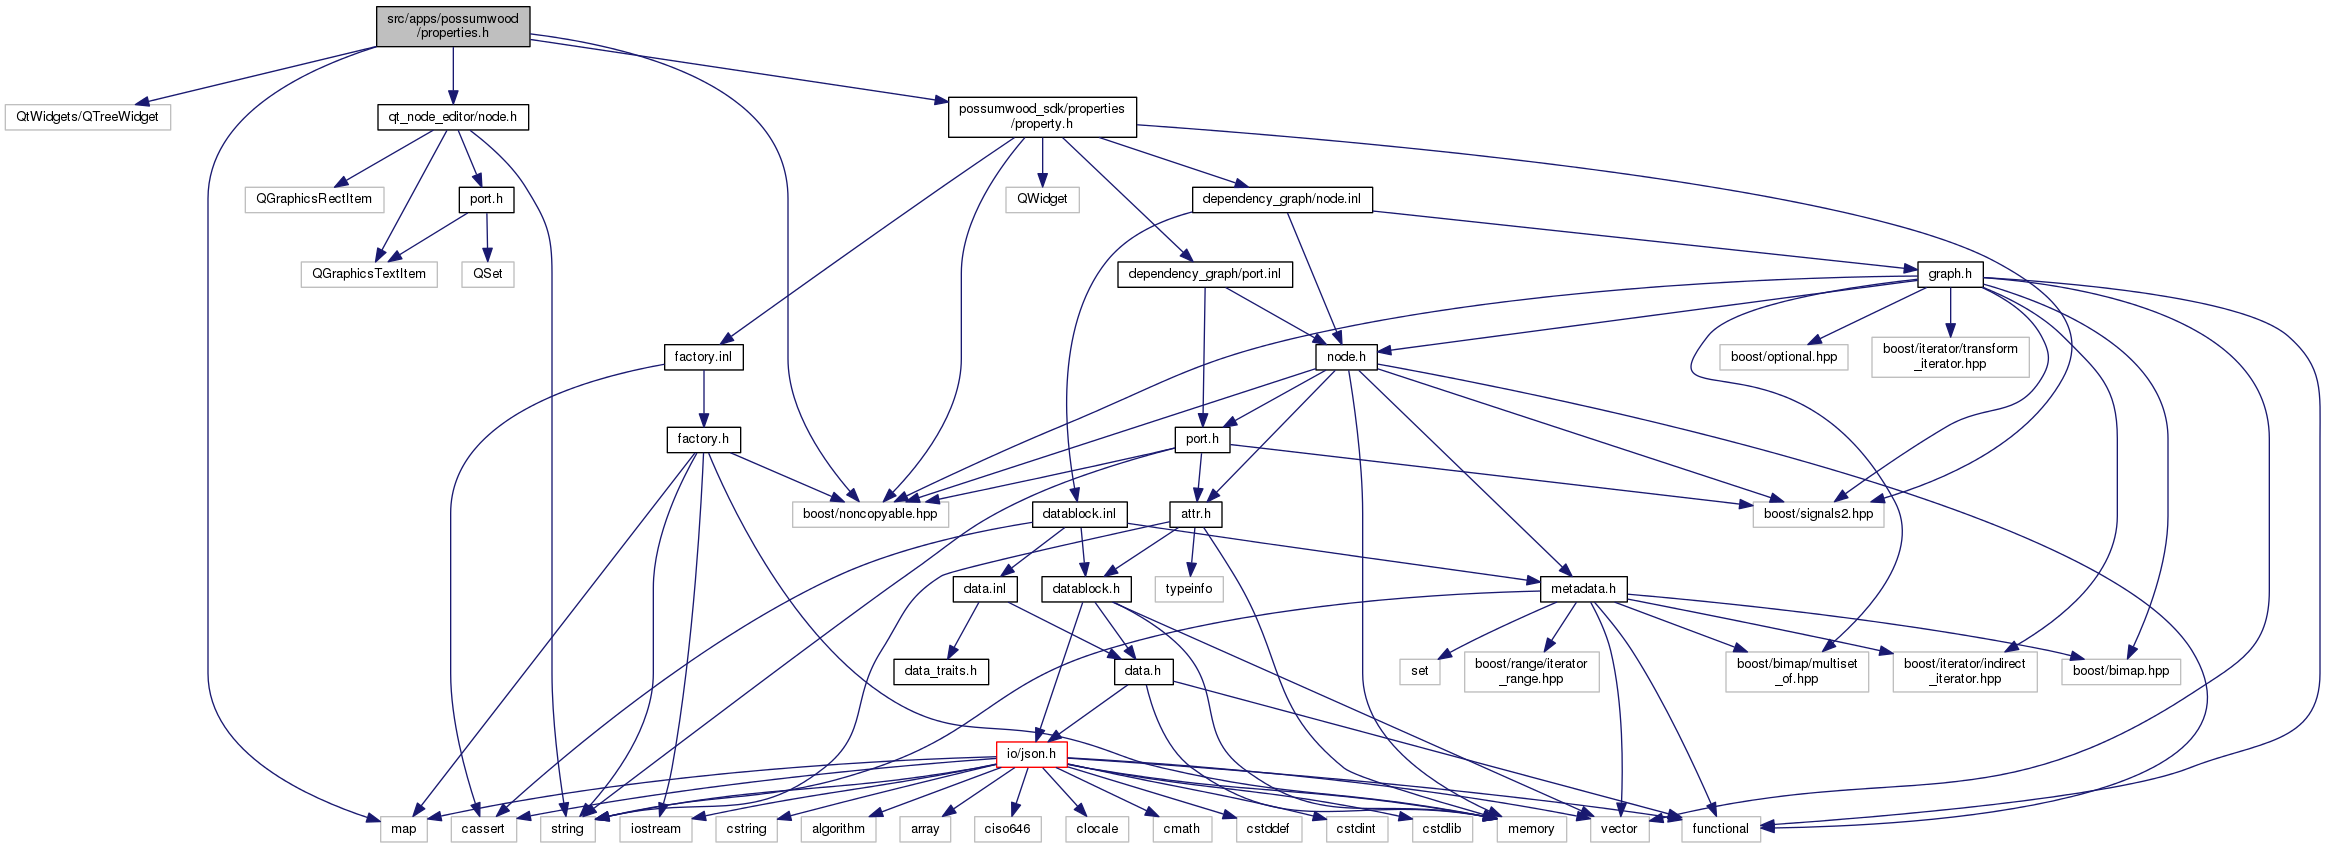 src/apps/possumwood
/properties.h
QtWidgets/QTreeWidget
qt_node_editor/node.h
possumwood_sdk/properties
/property.h
QGraphicsRectItem
port.h
QWidget
dependency_graph/node.inl
QGraphicsTextItem
QSet
dependency_graph/port.inl
graph.h
factory.inl
node.h
boost/optional.hpp
boost/iterator/transform
_iterator.hpp
factory.h
port.h
boost/noncopyable.hpp
datablock.inl
attr.h
boost/signals2.hpp
data.inl
datablock.h
typeinfo
metadata.h
data_traits.h
data.h
set
boost/range/iterator
_range.hpp
boost/bimap/multiset
_of.hpp
boost/iterator/indirect
_iterator.hpp
boost/bimap.hpp
io/json.h
map
cassert
string
iostream
cstring
algorithm
array
ciso646
clocale
cmath
cstddef
cstdint
cstdlib
memory
vector
functional